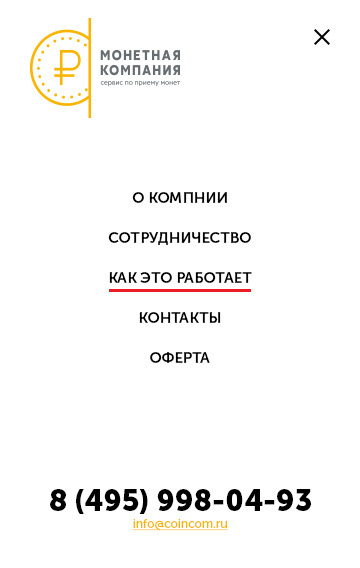 МОНЕТНАЯ
КОМПАНИЯ
сервис по приему монет
О КОМПНИИ
СОТРУДНИЧЕСТВО
КАК ЭТО РАБОТАЕТ
КОНТАКТЫ
ОФЕРТА
8 (495) 998-04-93
info@coincom.ru